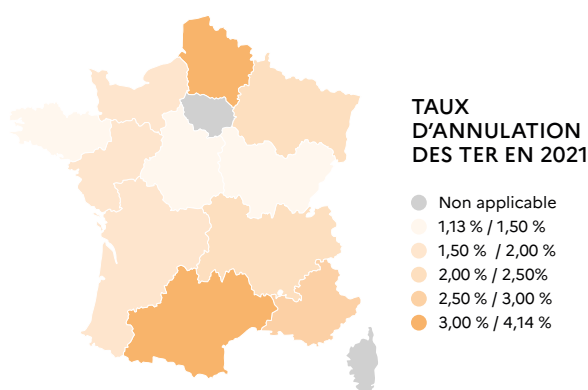 TAUX
D'ANNULATION
DES TER EN 2021
Non applicable
1,13 % / 1,50 %
1,50 % / 2,00 %
2,00 % / 2,50%
2,50 % / 3,00 %
3,00 % / 4,14 %